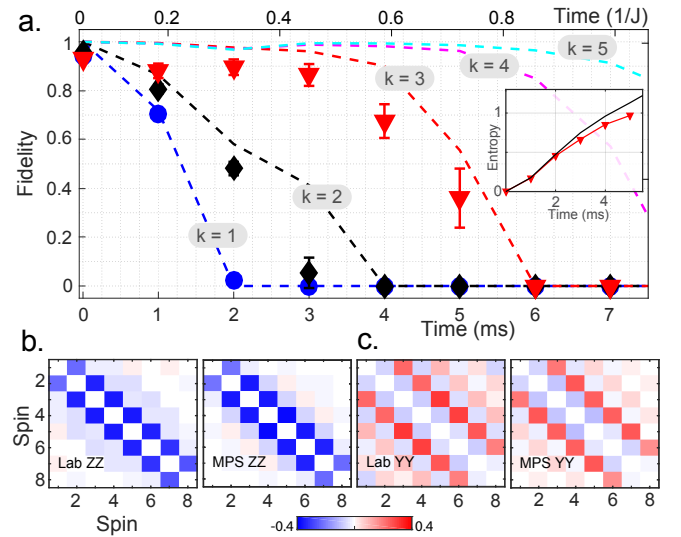 a.
0 0.2 0.4 0.6 0.8 Time (1/J)
1
0.8
0.6
0.4
0.2
0
Fidelity
k = 1
k = 2
k = 3
k = 4
k = 5
Entropy
1
0
0 2 4
Time (ms)
0 1 2 3 4 5 6 7
Time (ms)
b.
c.
Spin
2
4
6
8
Lab ZZ
MPS ZZ
Lab YY
MPS YY
2 4 6 8
2 4 6 8
2 4 6 8
2 4 6 8
Spin
-0.4 0.4